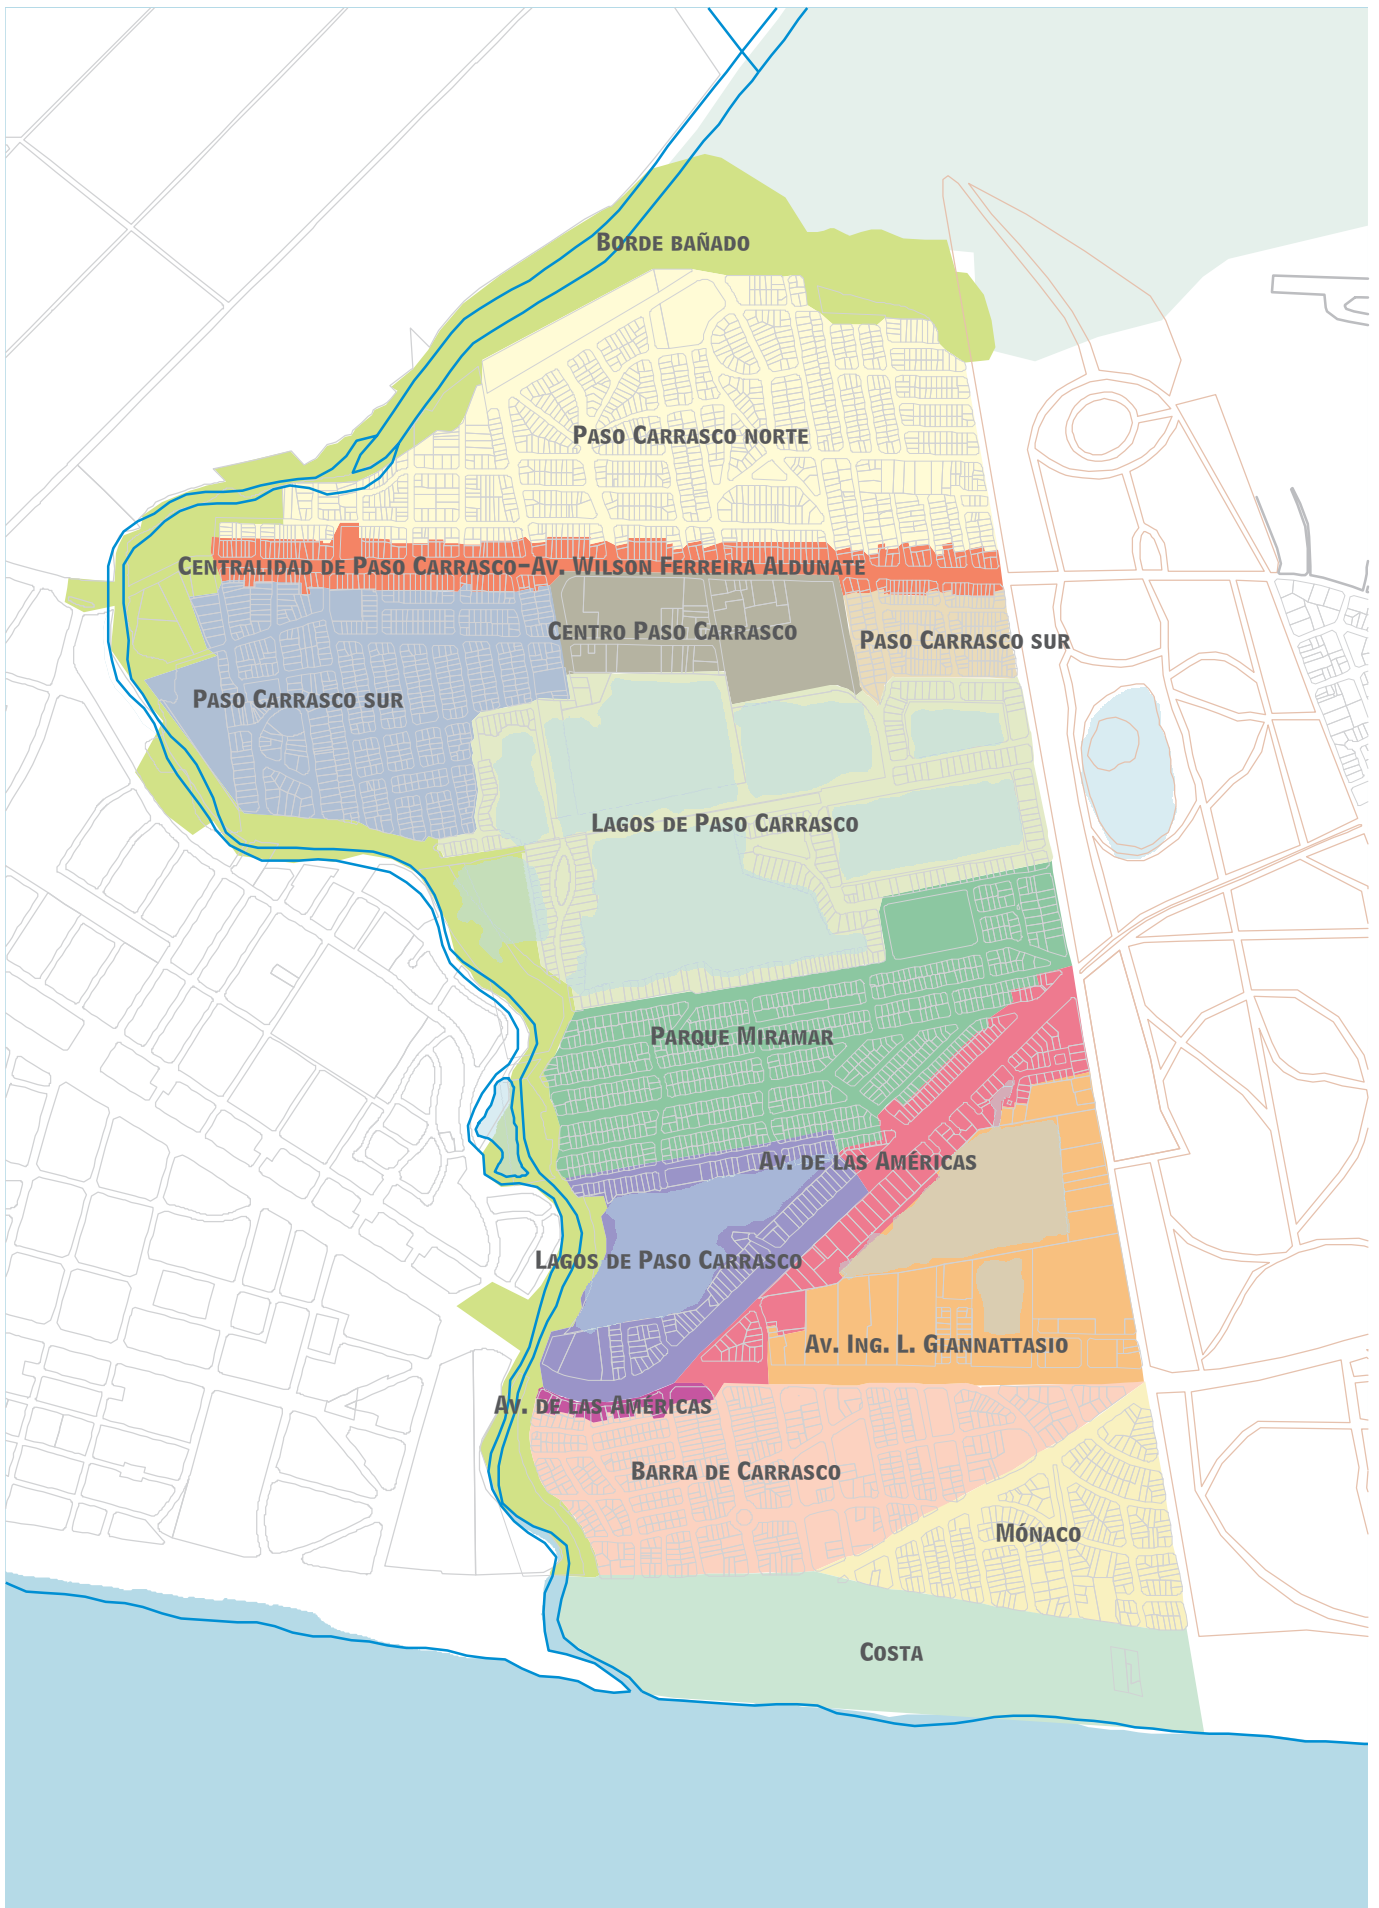 Borde bañado
Paso Carrasco norte
Centralidad de Paso Carrasco-Av. Wilson Ferreira Aldunate
Centro Paso Carrasco
Paso Carrasco sur
Paso Carrasco sur
Lagos de Paso Carrasco
Parque Miramar
Av. de las Américas
Lagos de Paso Carrasco
Av. Ing. L. Giannattasio
Av. de las Américas
Barra de Carrasco
Mónaco
Costa